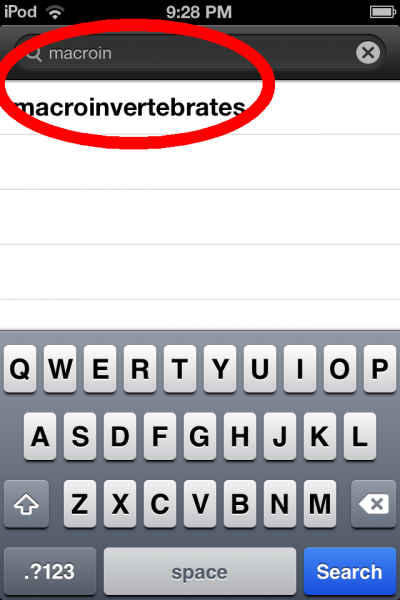 iPod 9:28 PM
macroin
macroinvertebrates
Q W E R T Y U I O P
A S D F G H J K L
Z X C V B N M
.?123 space Search